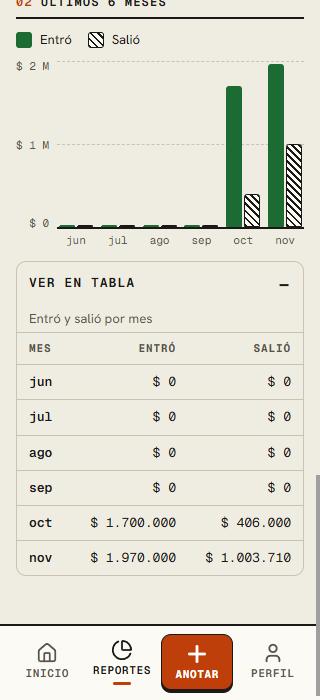 02 ÚLTIMOS 6 MESES
Entró Salió
$ 2 M
$ 1 M
$ 0
jun jul ago sep oct nov
VER EN TABLA –
Entró y salió por mes
MES ENTRÓ SALIÓ
jun $ 0 $ 0
jul $ 0 $ 0
ago $ 0 $ 0
sep $ 0 $ 0
oct $ 1.700.000 $ 406.000
nov $ 1.970.000 $ 1.003.710
INICIO REPORTES ANOTAR PERFIL